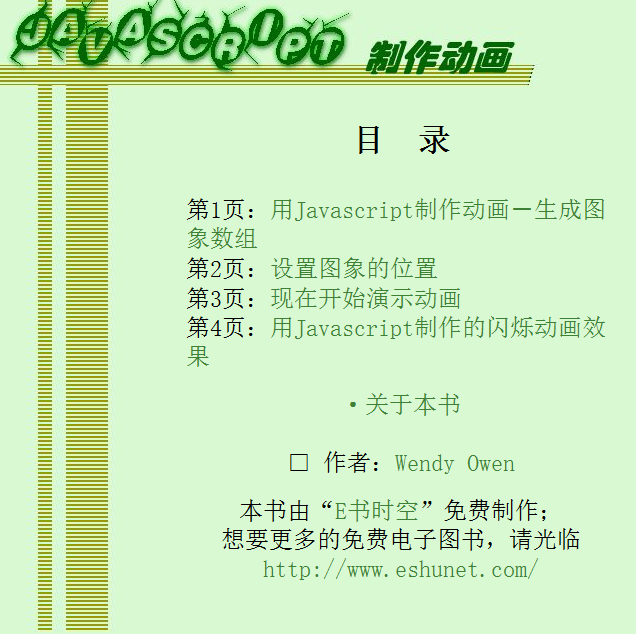 JAVASCRIPT 制作动画
目 录
第1页：用Javascript制作动画－生成图
象数组
第2页：设置图象的位置
第3页：现在开始演示动画
第4页：用Javascript制作的闪烁动画效
果
·关于本书
□ 作者：Wendy Owen
本书由“E书时空”免费制作；
想要更多的免费电子图书，请光临
http://www.eshunet.com/